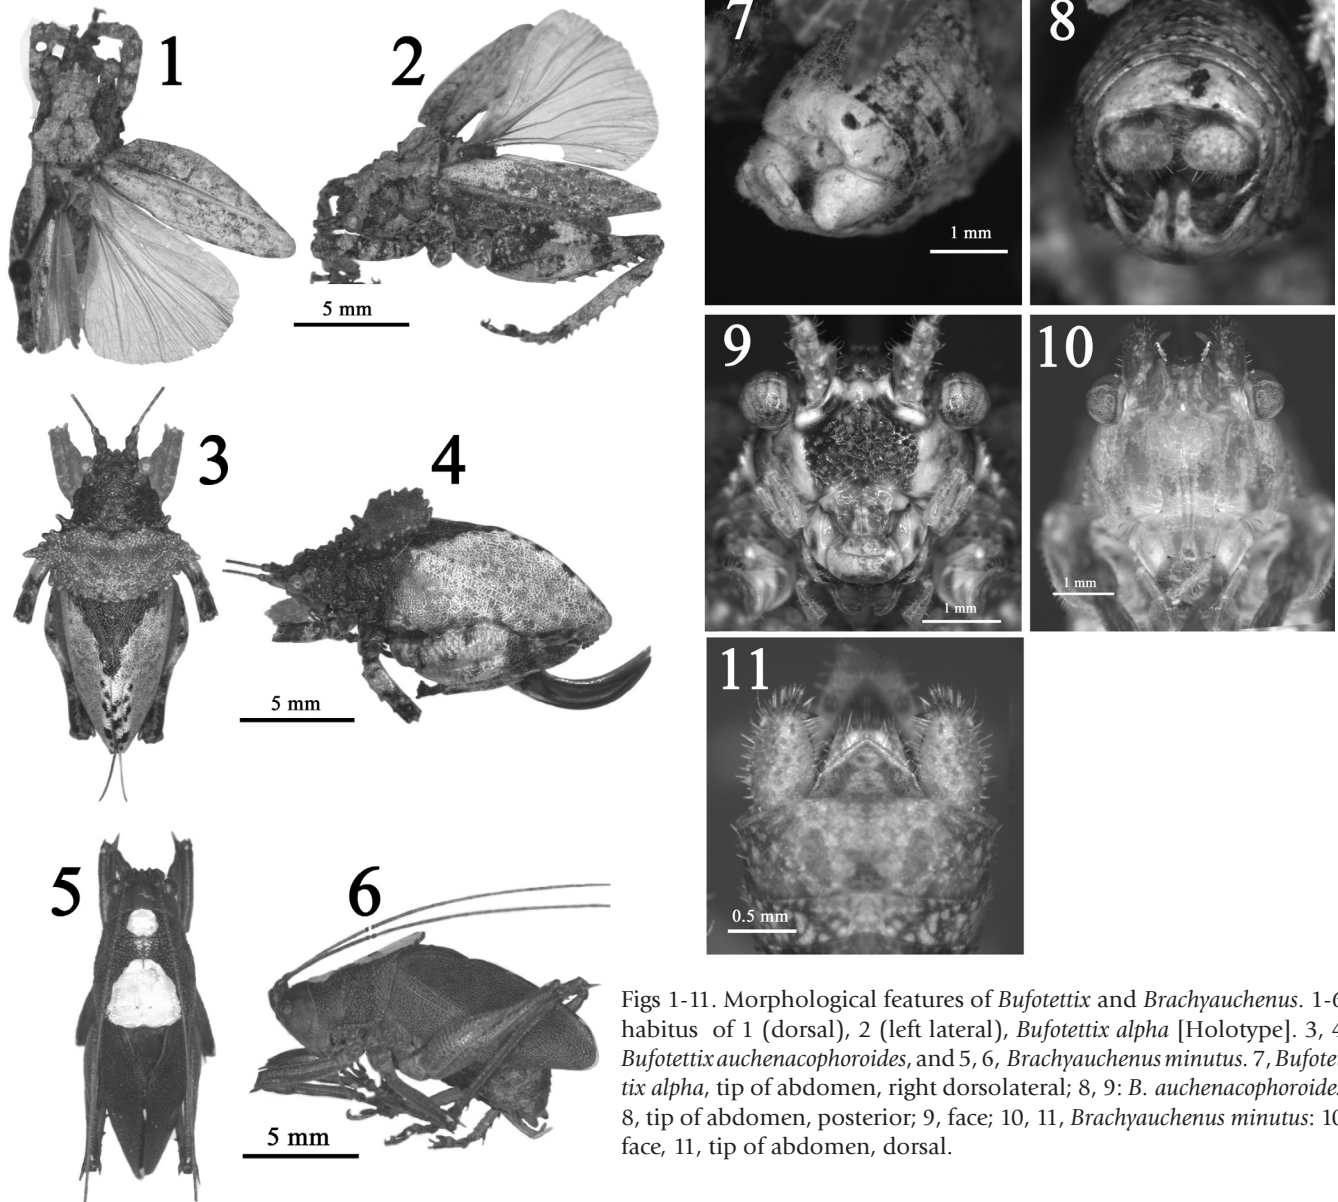 1
2
5 mm
3
4
5 mm
5
6
5 mm
7
1 mm
8
9
1 mm
10
1 mm
11
0.5 mm
Figs 1-11. Morphological features of Bufotettix and Brachyauchenus. 1-6
habitus of 1 (dorsal), 2 (left lateral), Bufotettix alpha [Holotype]. 3, 4
Bufotettix auchenacophoroides, and 5, 6, Brachyauchenus minutus. 7, Bufotet
tix alpha, tip of abdomen, right dorsolateral; 8, 9: B. auchenacophoroides
8, tip of abdomen, posterior; 9, face; 10, 11, Brachyauchenus minutus: 10
face, 11, tip of abdomen, dorsal.